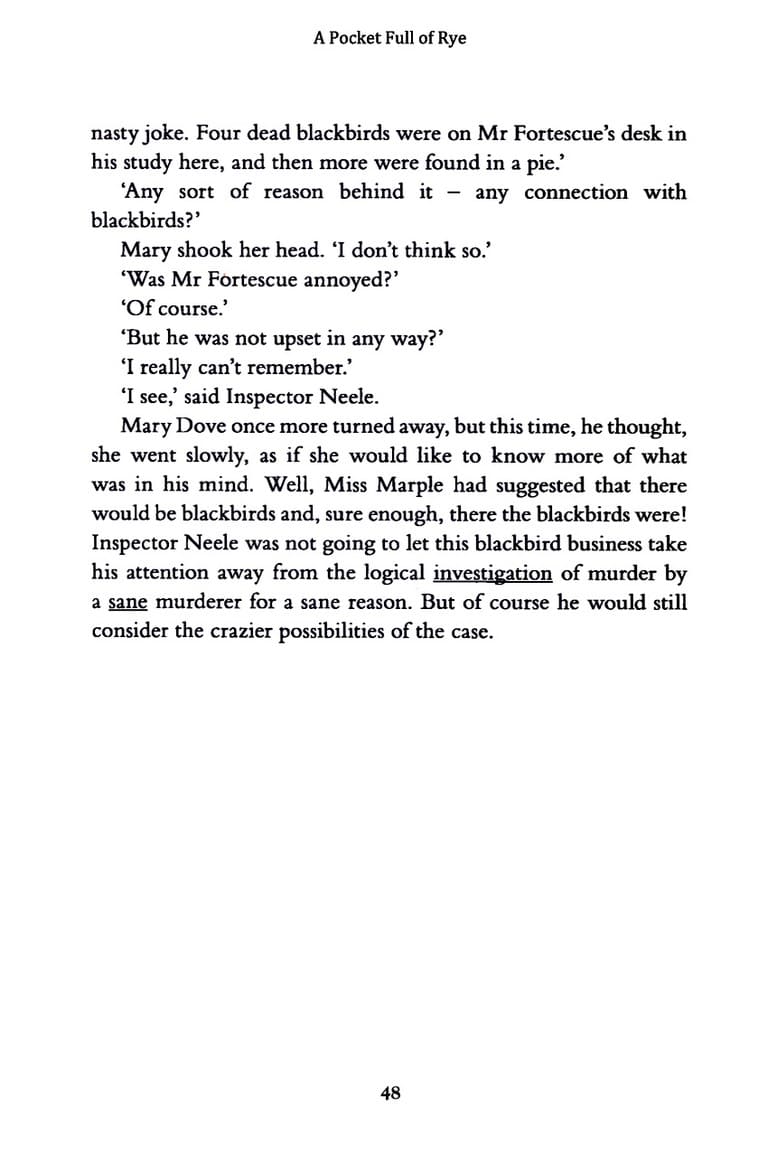 A Pocket Full of Rye
nasty joke. Four dead blackbirds were on Mr Fortescue’s desk in
his study here, and then more were found in a pie.’
‘Any sort of reason behind it – any connection with
blackbirds?’
Mary shook her head. ‘I don’t think so.’
‘Was Mr Fortescue annoyed?’
‘Of course.’
‘But he was not upset in any way?’
‘I really can’t remember.’
‘I see,’ said Inspector Neele.
Mary Dove once more turned away, but this time, he thought,
she went slowly, as if she would like to know more of what
was in his mind. Well, Miss Marple had suggested that there
would be blackbirds and, sure enough, there the blackbirds were!
Inspector Neele was not going to let this blackbird business take
his attention away from the logical investigation of murder by
a sane murderer for a sane reason. But of course he would still
consider the crazier possibilities of the case.
48